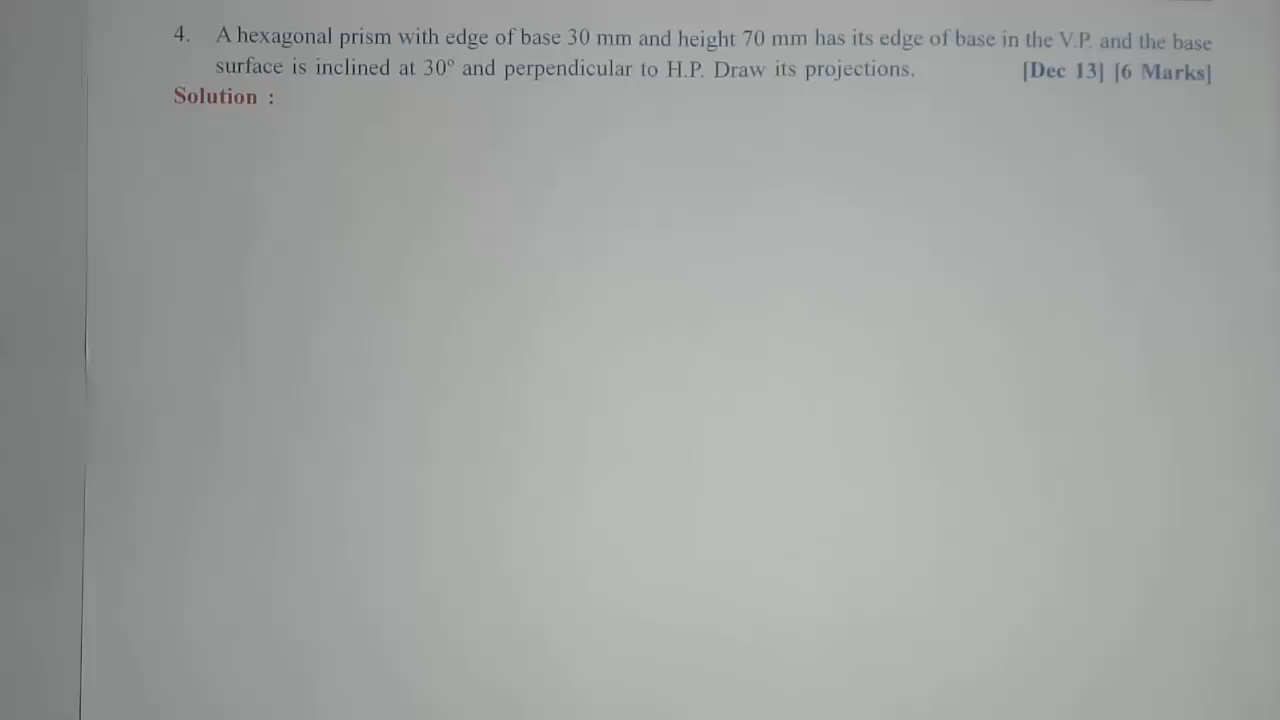 4. A hexagonal prism with edge of base 30 mm and height 70 mm has its edge of base in the V.P. and the base
surface is inclined at 30° and perpendicular to H.P. Draw its projections. [Dec 13] [6 Marks]
Solution :